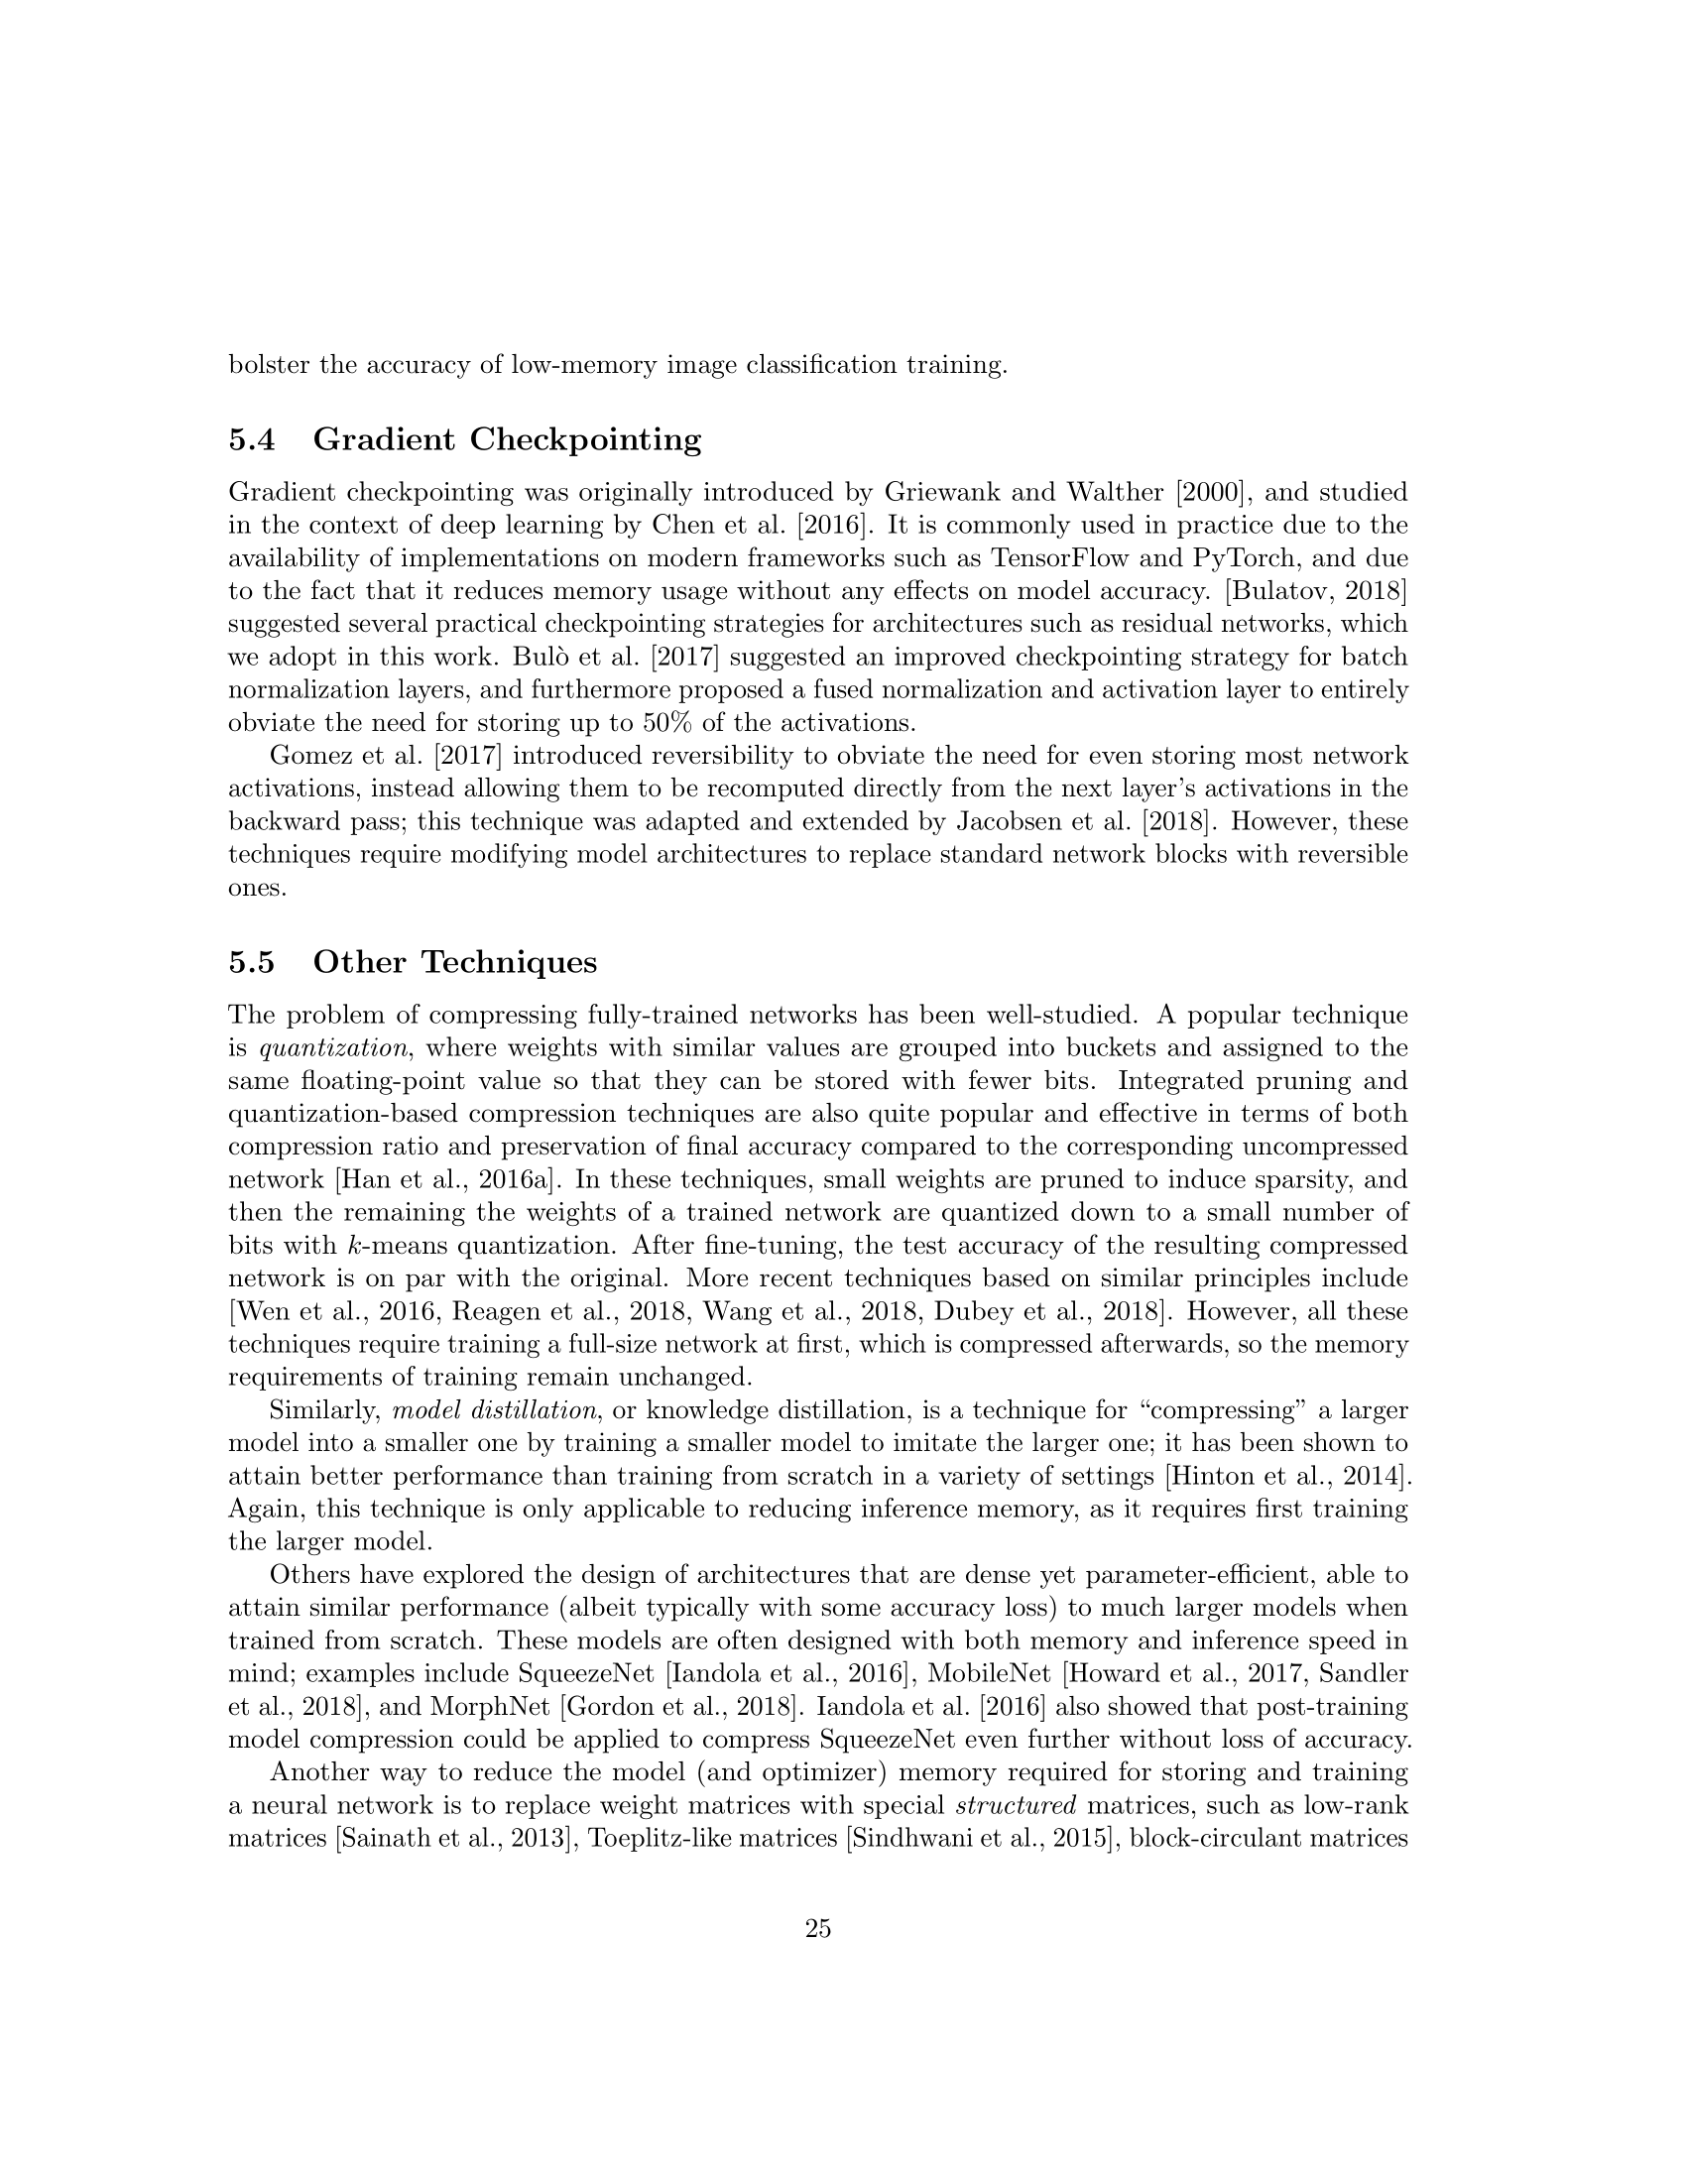 bolster the accuracy of low-memory image classification training.
5.4 Gradient Checkpointing
Gradient checkpointing was originally introduced by Griewank and Walther [2000], and studied
in the context of deep learning by Chen et al. [2016]. It is commonly used in practice due to the
availability of implementations on modern frameworks such as TensorFlow and PyTorch, and due
to the fact that it reduces memory usage without any effects on model accuracy. [Bulatov, 2018]
suggested several practical checkpointing strategies for architectures such as residual networks, which
we adopt in this work. Bulò et al. [2017] suggested an improved checkpointing strategy for batch
normalization layers, and furthermore proposed a fused normalization and activation layer to entirely
obviate the need for storing up to 50% of the activations.
Gomez et al. [2017] introduced reversibility to obviate the need for even storing most network
activations, instead allowing them to be recomputed directly from the next layer's activations in the
backward pass; this technique was adapted and extended by Jacobsen et al. [2018]. However, these
techniques require modifying model architectures to replace standard network blocks with reversible
ones.
5.5 Other Techniques
The problem of compressing fully-trained networks has been well-studied. A popular technique
is quantization, where weights with similar values are grouped into buckets and assigned to the
same floating-point value so that they can be stored with fewer bits. Integrated pruning and
quantization-based compression techniques are also quite popular and effective in terms of both
compression ratio and preservation of final accuracy compared to the corresponding uncompressed
network [Han et al., 2016a]. In these techniques, small weights are pruned to induce sparsity, and
then the remaining the weights of a trained network are quantized down to a small number of
bits with k-means quantization. After fine-tuning, the test accuracy of the resulting compressed
network is on par with the original. More recent techniques based on similar principles include
[Wen et al., 2016, Reagen et al., 2018, Wang et al., 2018, Dubey et al., 2018]. However, all these
techniques require training a full-size network at first, which is compressed afterwards, so the memory
requirements of training remain unchanged.
Similarly, model distillation, or knowledge distillation, is a technique for “compressing” a larger
model into a smaller one by training a smaller model to imitate the larger one; it has been shown to
attain better performance than training from scratch in a variety of settings [Hinton et al., 2014].
Again, this technique is only applicable to reducing inference memory, as it requires first training
the larger model.
Others have explored the design of architectures that are dense yet parameter-efficient, able to
attain similar performance (albeit typically with some accuracy loss) to much larger models when
trained from scratch. These models are often designed with both memory and inference speed in
mind; examples include SqueezeNet [Iandola et al., 2016], MobileNet [Howard et al., 2017, Sandler
et al., 2018], and MorphNet [Gordon et al., 2018]. Iandola et al. [2016] also showed that post-training
model compression could be applied to compress SqueezeNet even further without loss of accuracy.
Another way to reduce the model (and optimizer) memory required for storing and training
a neural network is to replace weight matrices with special structured matrices, such as low-rank
matrices [Sainath et al., 2013], Toeplitz-like matrices [Sindhwani et al., 2015], block-circulant matrices
25